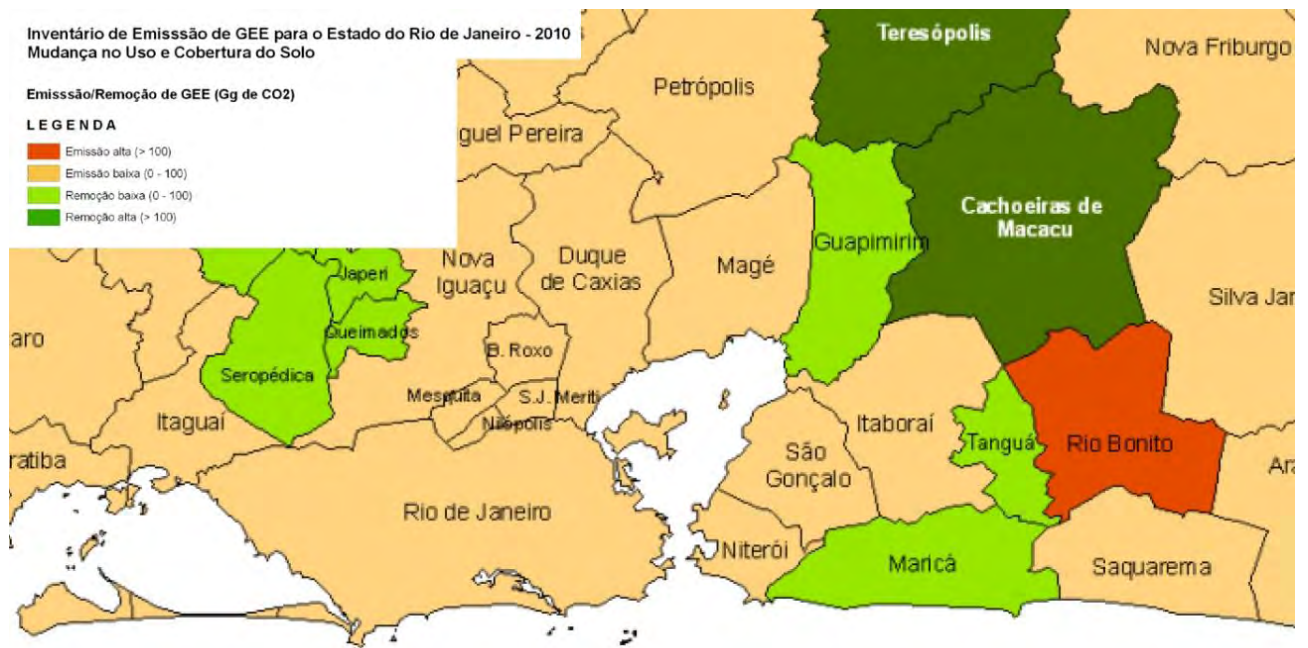 Inventário de Emisssão de GEE para o Estado do Rio de Janeiro - 2010
Mudança no Uso e Cobertura do Solo
Emisssão/Remoção de GEE (Gg de CO2)
L E G E N D A
Emissão alta (> 100)
Emissão baixa (0 - 100)
Remoção baixa (0 - 100)
Remoção alta (> 100)
Teresópolis
Nova Friburgo
Petrópolis
guel Pereira
Cachoeiras de
Macacu
Guapimirim
Magé
Duque
de Caxias
Nova
Iguaçu
Japeri
Silva Jar
Queimados
aro
B. Roxo
Seropédica
Mesquita
S.J. Meriti
Nilópolis
Itaguaí
Itaboraí
Tanguá
Rio Bonito
São
Gonçalo
ratiba
Ara
Rio de Janeiro
Niterói
Maricá
Saquarema